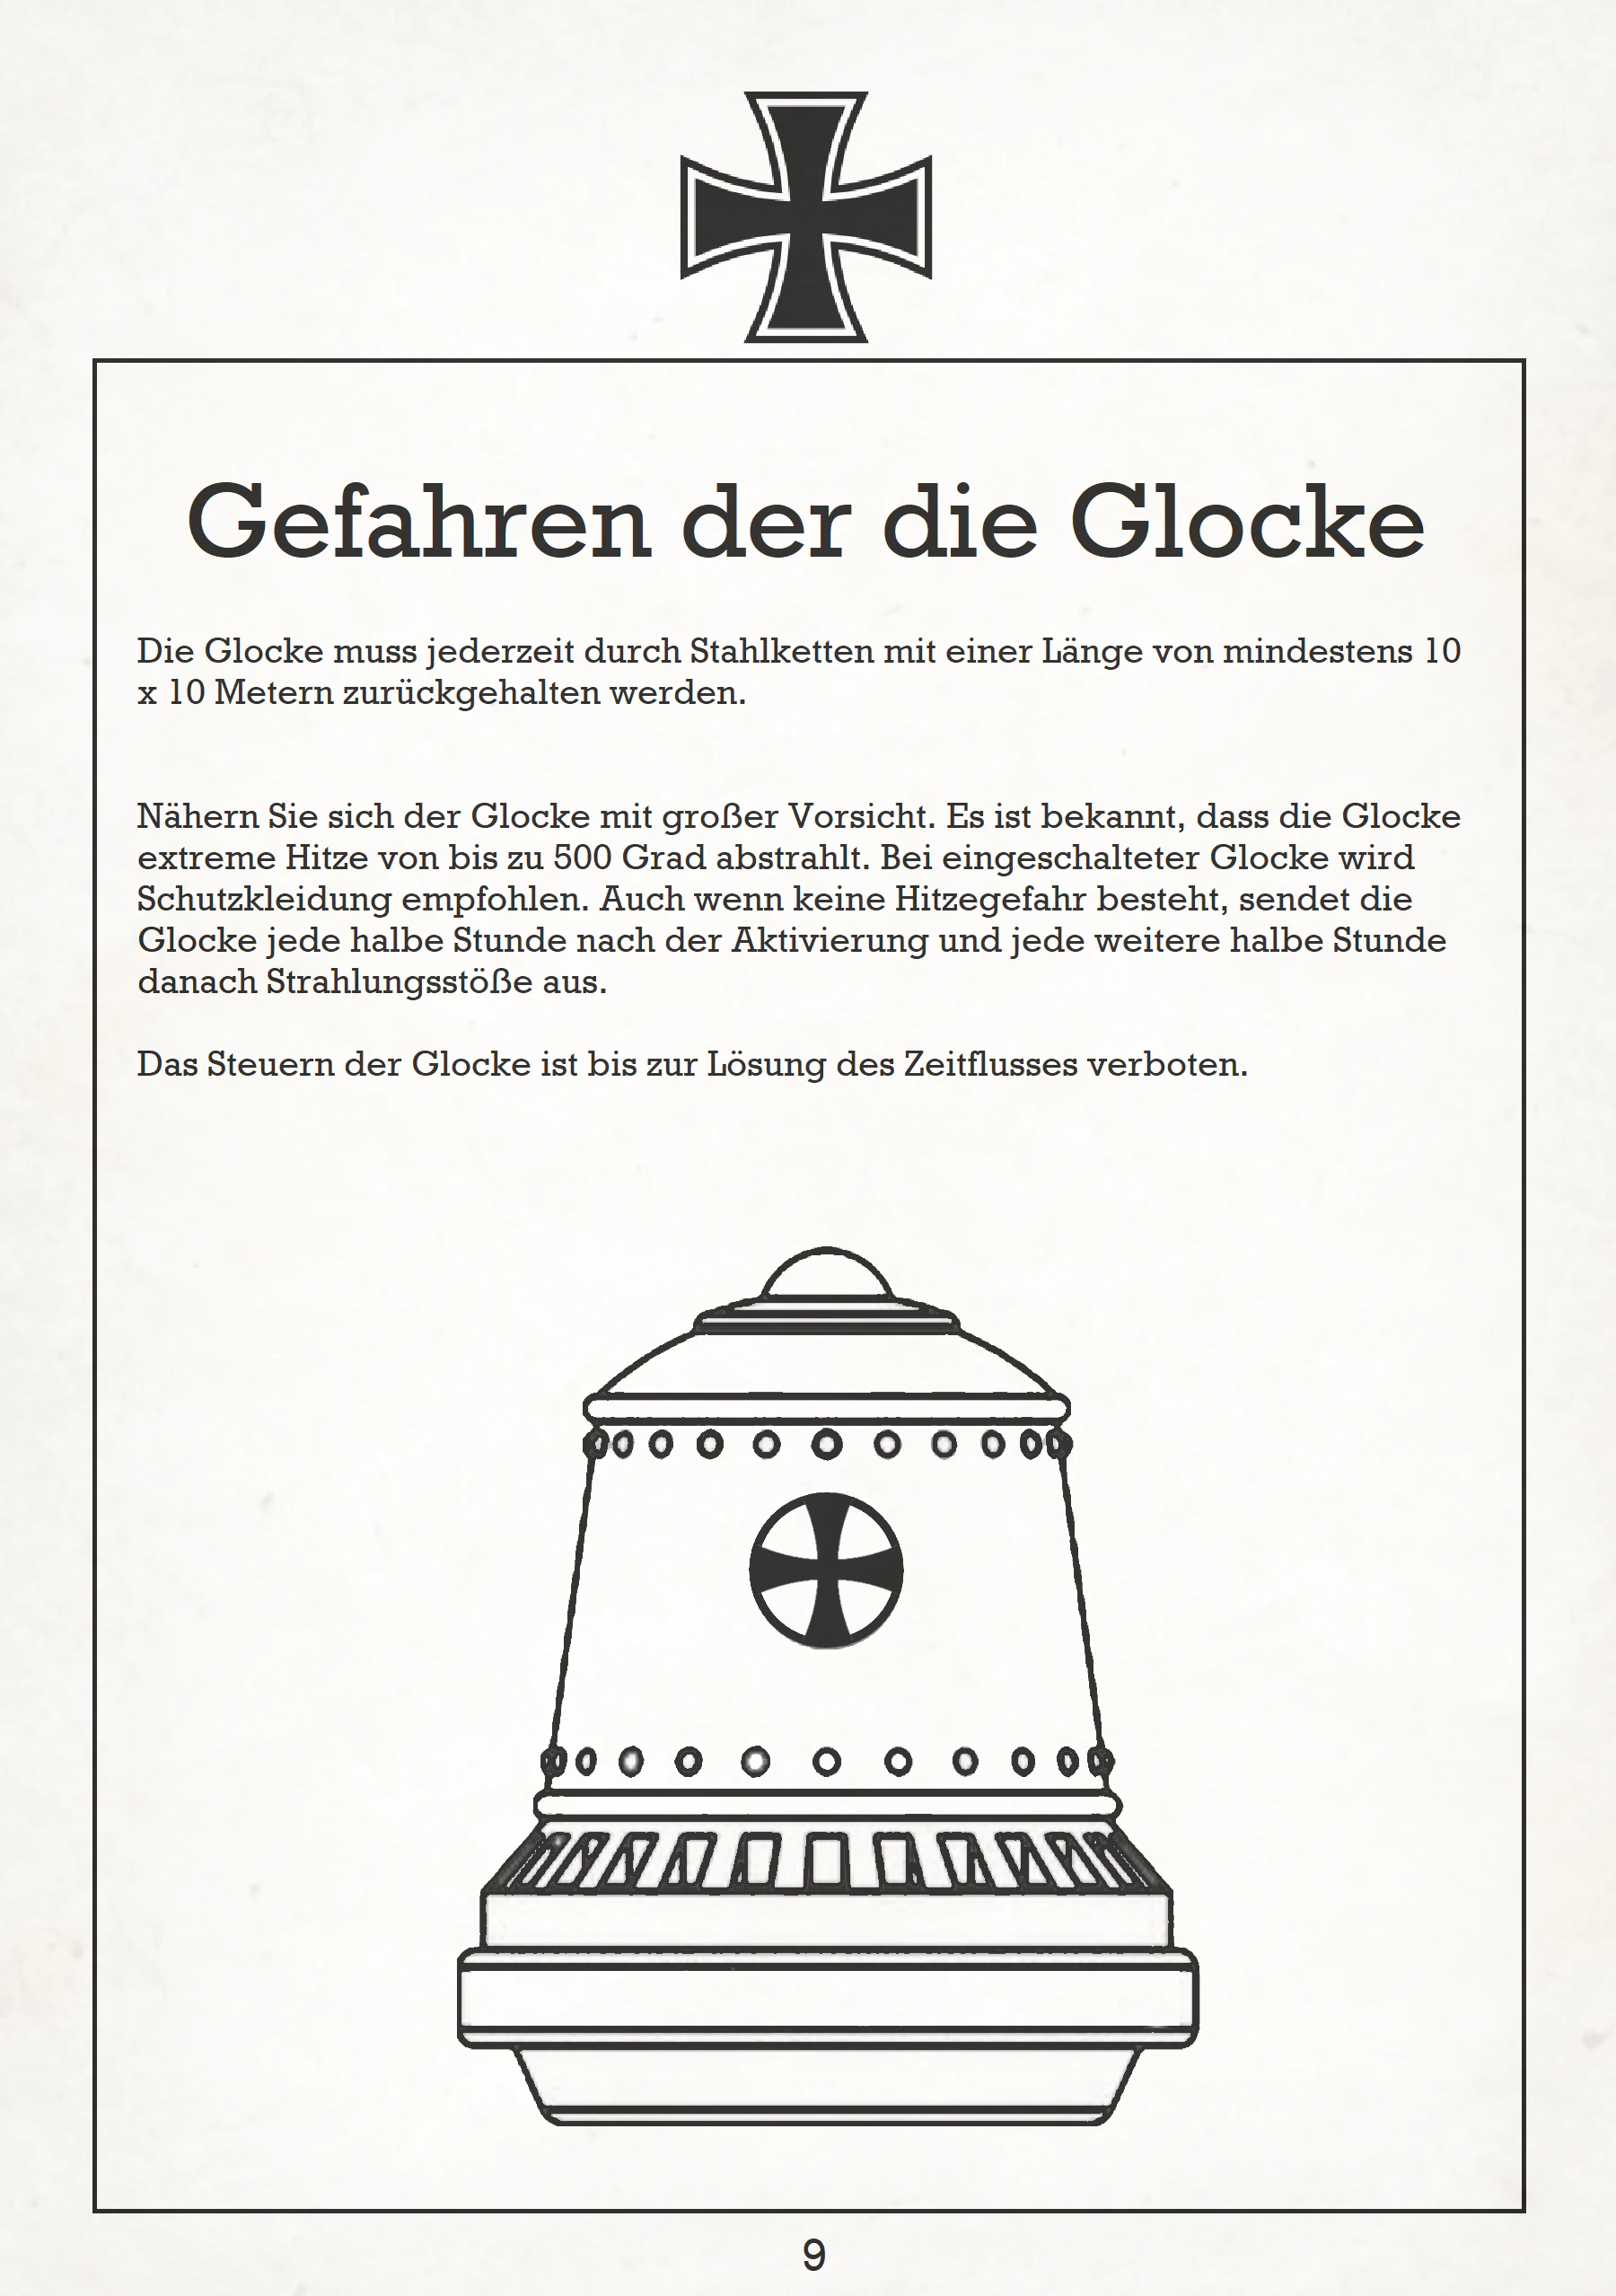 Gefahren der die Glocke
Die Glocke muss jederzeit durch Stahlketten mit einer Länge von mindestens 10
x 10 Metern zurückgehalten werden.
Nähern Sie sich der Glocke mit großer Vorsicht. Es ist bekannt, dass die Glocke
extreme Hitze von bis zu 500 Grad abstrahlt. Bei eingeschalteter Glocke wird
Schutzkleidung empfohlen. Auch wenn keine Hitzegefahr besteht, sendet die
Glocke jede halbe Stunde nach der Aktivierung und jede weitere halbe Stunde
danach Strahlungsstöße aus.
Das Steuern der Glocke ist bis zur Lösung des Zeitflusses verboten.
9